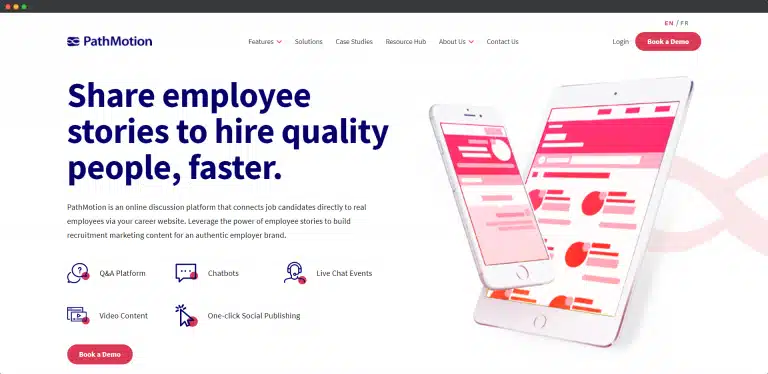 EN / FR
PathMotion
Features
Solutions
Case Studies
Resource Hub
About Us
Contact Us
Login
Book a Demo
Share employee
stories to hire quality
people, faster.
PathMotion is an online discussion platform that connects job candidates directly to real
employees via your career website. Leverage the power of employee stories to build
recruitment marketing content for an authentic employer brand.
Q&A Platform
Chatbots
Live Chat Events
Video Content
One-click Social Publishing
Book a Demo